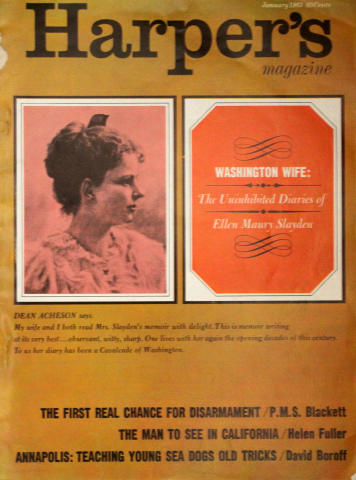 January 1963 60 Cents
Harper's
magazine
WASHINGTON WIFE:
The Uninhibited Diaries of
Ellen Maury Slayden
DEAN ACHESON says:
My wife and I both read Mrs. Slayden's memoir with delight. This is memoir writing
at its very best...observant, witty, sharp. One lives with her again the opening decades of this century.
To us her diary has been a Cavalcade of Washington.
THE FIRST REAL CHANCE FOR DISARMAMENT / P.M.S. Blackett
THE MAN TO SEE IN CALIFORNIA / Helen Fuller
ANNAPOLIS: TEACHING YOUNG SEA DOGS OLD TRICKS / David Boroff